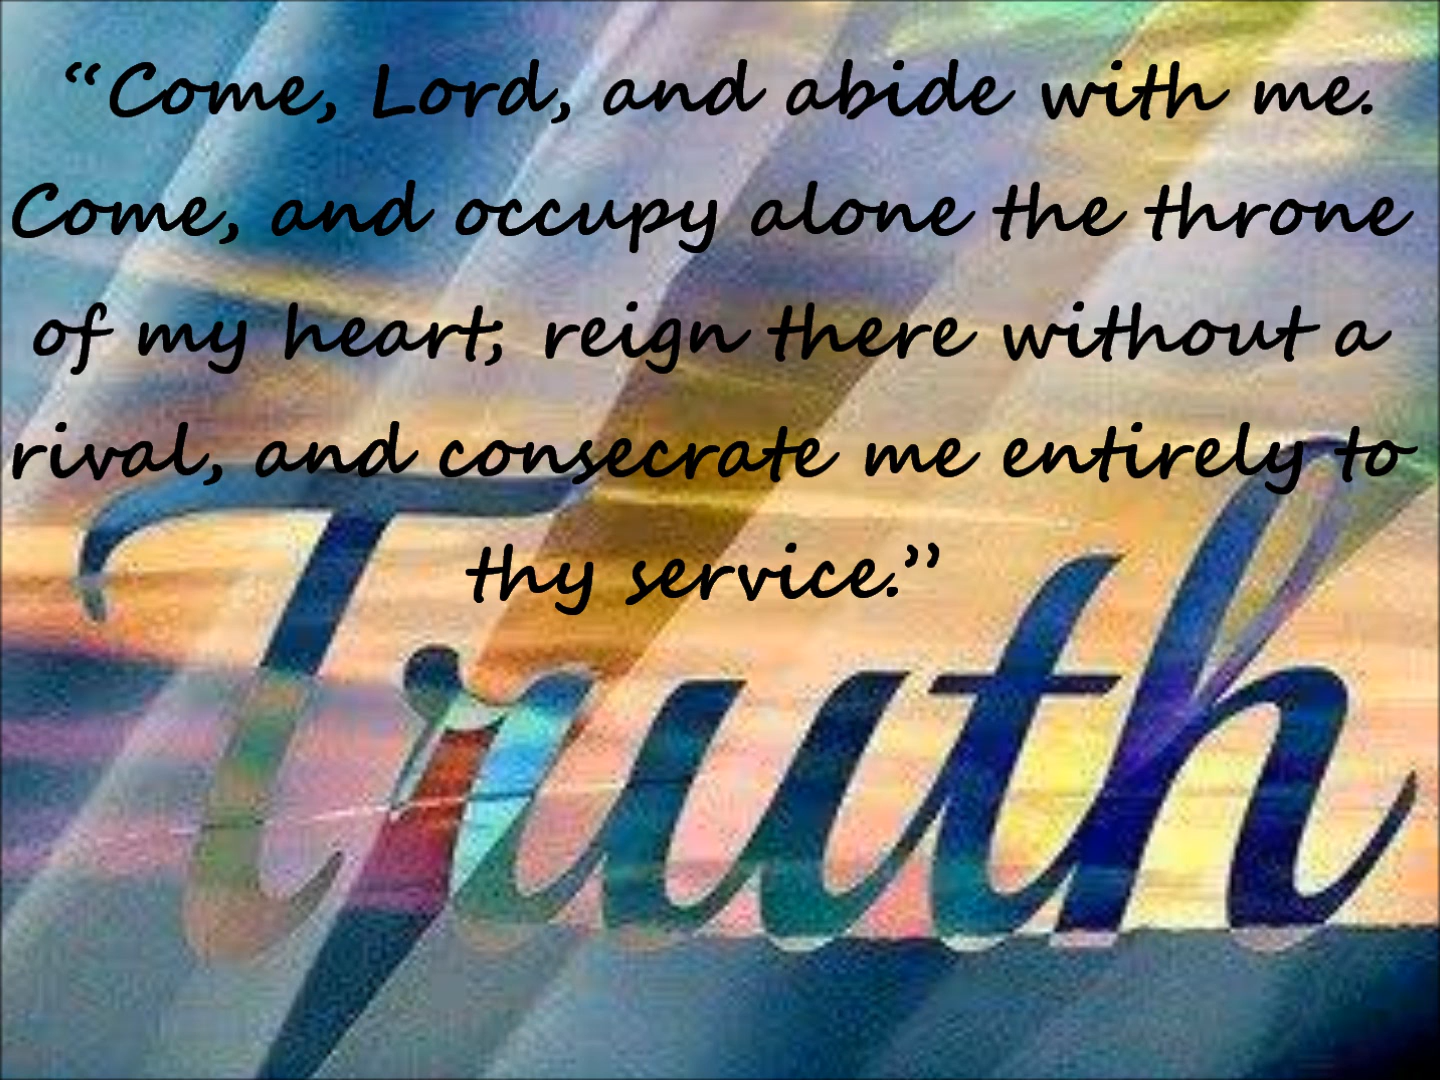 “Come, Lord, and abide with me.
Come, and occupy alone the throne
of my heart; reign there without a
rival, and consecrate me entirely to
thy service.”
Truth